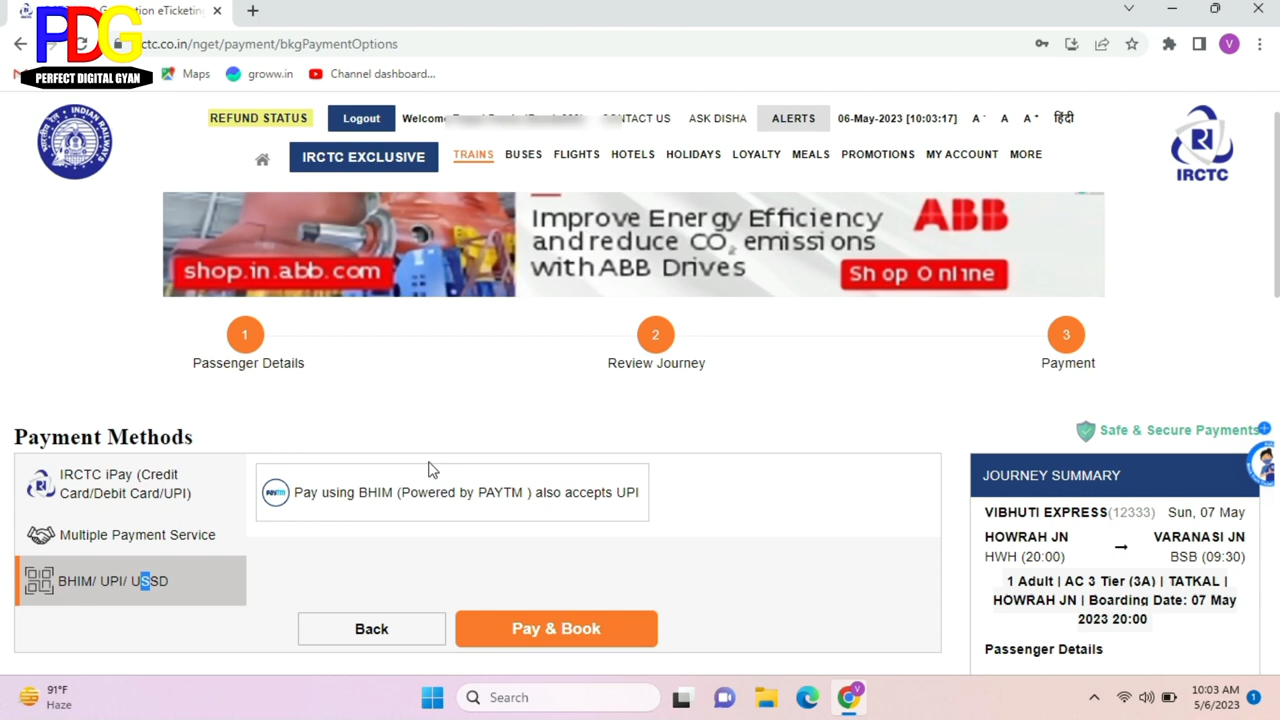 eTicketing
PDG
PERFECT DIGITAL GYAN
ctc.co.in/nget/payment/bkgPaymentOptions
Maps
groww.in
Channel dashboard...
V
INDIAN RAILWAYS
REFUND STATUS
Logout
Welcome
CONTACT US
ASK DISHA
ALERTS
06-May-2023 [10:03:17]
A-
A
A+
हिंदी
IRCTC EXCLUSIVE
TRAINS
BUSES
FLIGHTS
HOTELS
HOLIDAYS
LOYALTY
MEALS
PROMOTIONS
MY ACCOUNT
MORE
IRCTC
shop.in.abb.com
Improve Energy Efficiency
and reduce CO2 emissions
with ABB Drives
ABB
Shop Online
1
Passenger Details
2
Review Journey
3
Payment
Payment Methods
Safe & Secure Payments
IRCTC iPay (Credit
Card/Debit Card/UPI)
Multiple Payment Service
BHIM/ UPI/ USSD
PAYTM
Pay using BHIM (Powered by PAYTM ) also accepts UPI
Back
Pay & Book
JOURNEY SUMMARY
VIBHUTI EXPRESS(12333) Sun, 07 May
HOWRAH JN
VARANASI JN
HWH (20:00)
BSB (09:30)
1 Adult | AC 3 Tier (3A) | TATKAL |
HOWRAH JN | Boarding Date: 07 May
2023 20:00
Passenger Details
91°F
Haze
Search
V
10:03 AM
5/6/2023
1